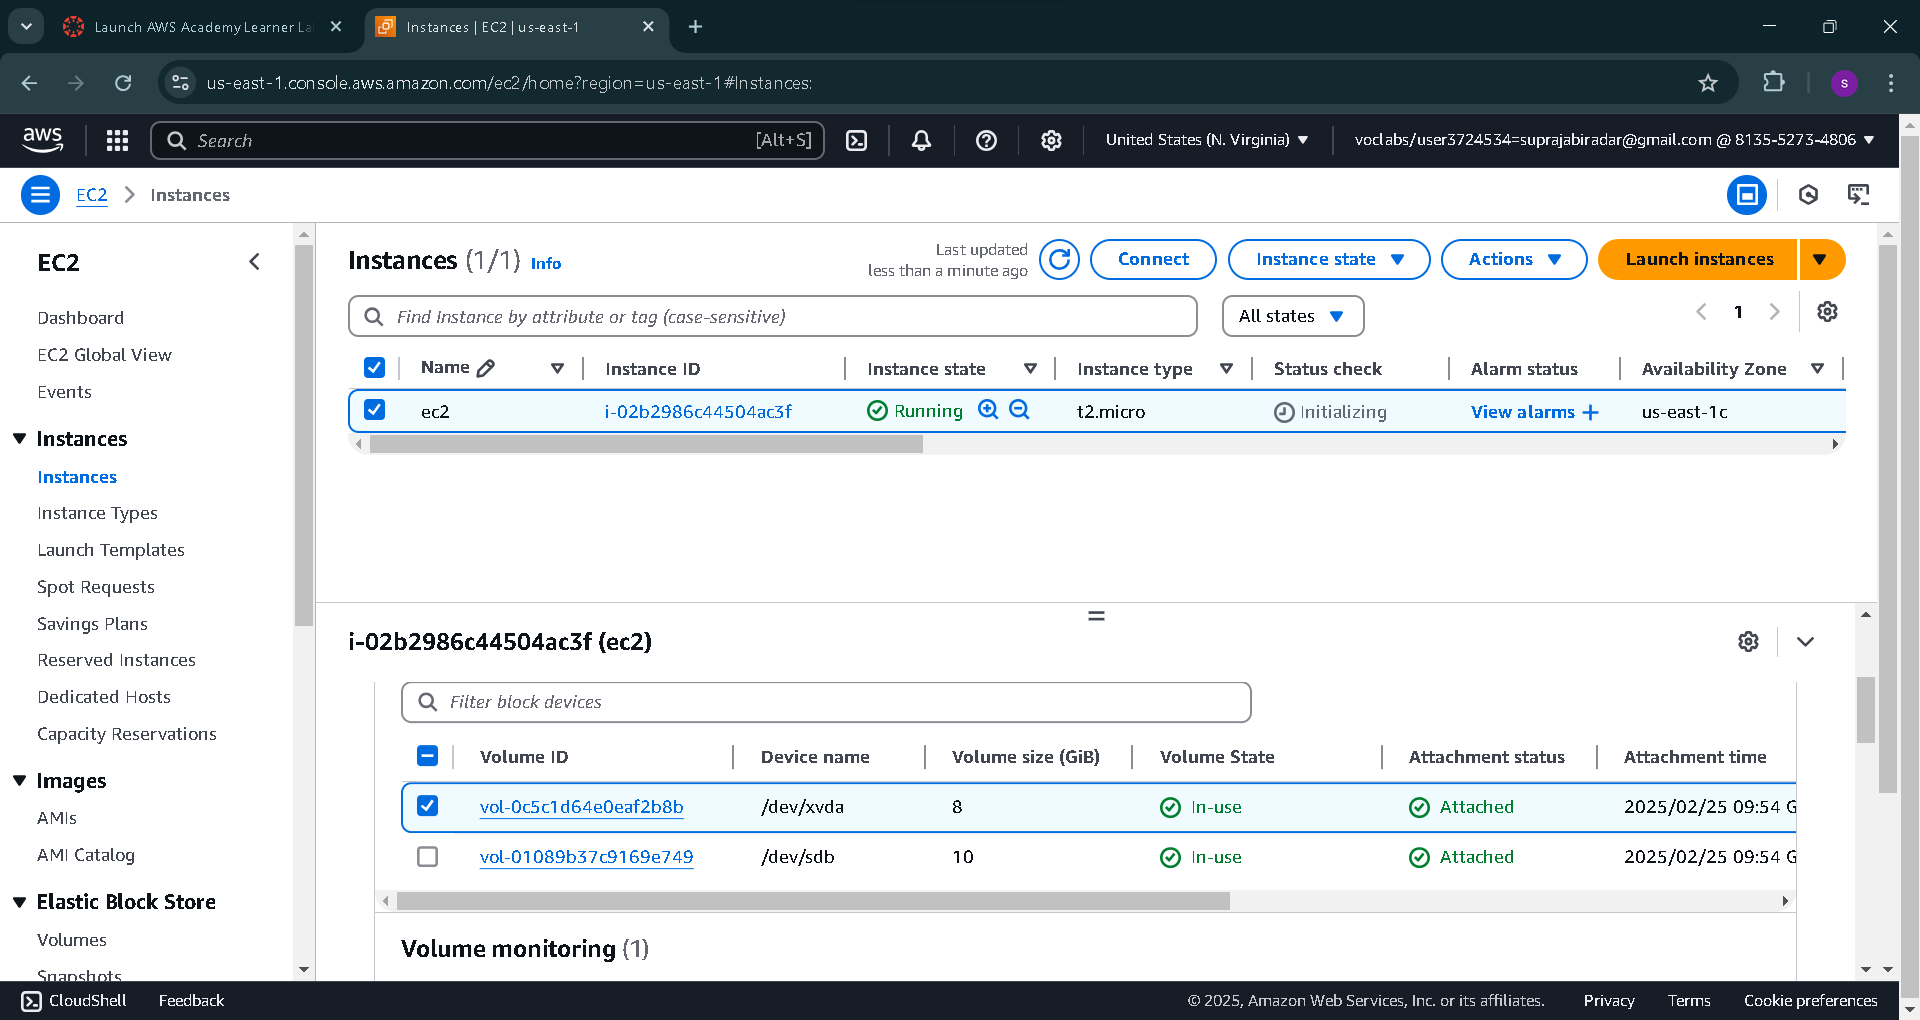 Launch AWS Academy Learner La
Instances | EC2 | us-east-1
us-east-1.console.aws.amazon.com/ec2/home?region=us-east-1#Instances:
S
aws
Search
[Alt+S]
United States (N. Virginia)
voclabs/user3724534=suprajabiradar@gmail.com @ 8135-5273-4806
EC2
Instances
EC2
Dashboard
EC2 Global View
Events
Instances
Instances
Instance Types
Launch Templates
Spot Requests
Savings Plans
Reserved Instances
Dedicated Hosts
Capacity Reservations
Images
AMIs
AMI Catalog
Elastic Block Store
Volumes
Snapshots
Instances (1/1) Info
Last updated
less than a minute ago
Connect
Instance state
Actions
Launch instances
Find Instance by attribute or tag (case-sensitive)
All states
1
Name
Instance ID
Instance state
Instance type
Status check
Alarm status
Availability Zone
ec2
i-02b2986c44504ac3f
Running
t2.micro
Initializing
View alarms +
us-east-1c
i-02b2986c44504ac3f (ec2)
Filter block devices
Volume ID
Device name
Volume size (GiB)
Volume State
Attachment status
Attachment time
vol-0c5c1d64e0eaf2b8b
/dev/xvda
8
In-use
Attached
2025/02/25 09:54 G
vol-01089b37c9169e749
/dev/sdb
10
In-use
Attached
2025/02/25 09:54 G
Volume monitoring (1)
CloudShell
Feedback
© 2025, Amazon Web Services, Inc. or its affiliates.
Privacy
Terms
Cookie preferences